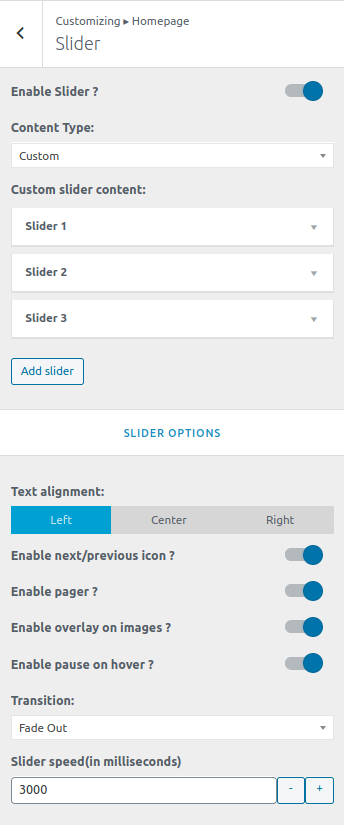 Customizing ▸ Homepage
Slider
Enable Slider ?
Content Type:
Custom
Custom slider content:
Slider 1
Slider 2
Slider 3
Add slider
SLIDER OPTIONS
Text alignment:
Left Center Right
Enable next/previous icon ?
Enable pager ?
Enable overlay on images ?
Enable pause on hover ?
Transition:
Fade Out
Slider speed(in milliseconds)
3000 - +